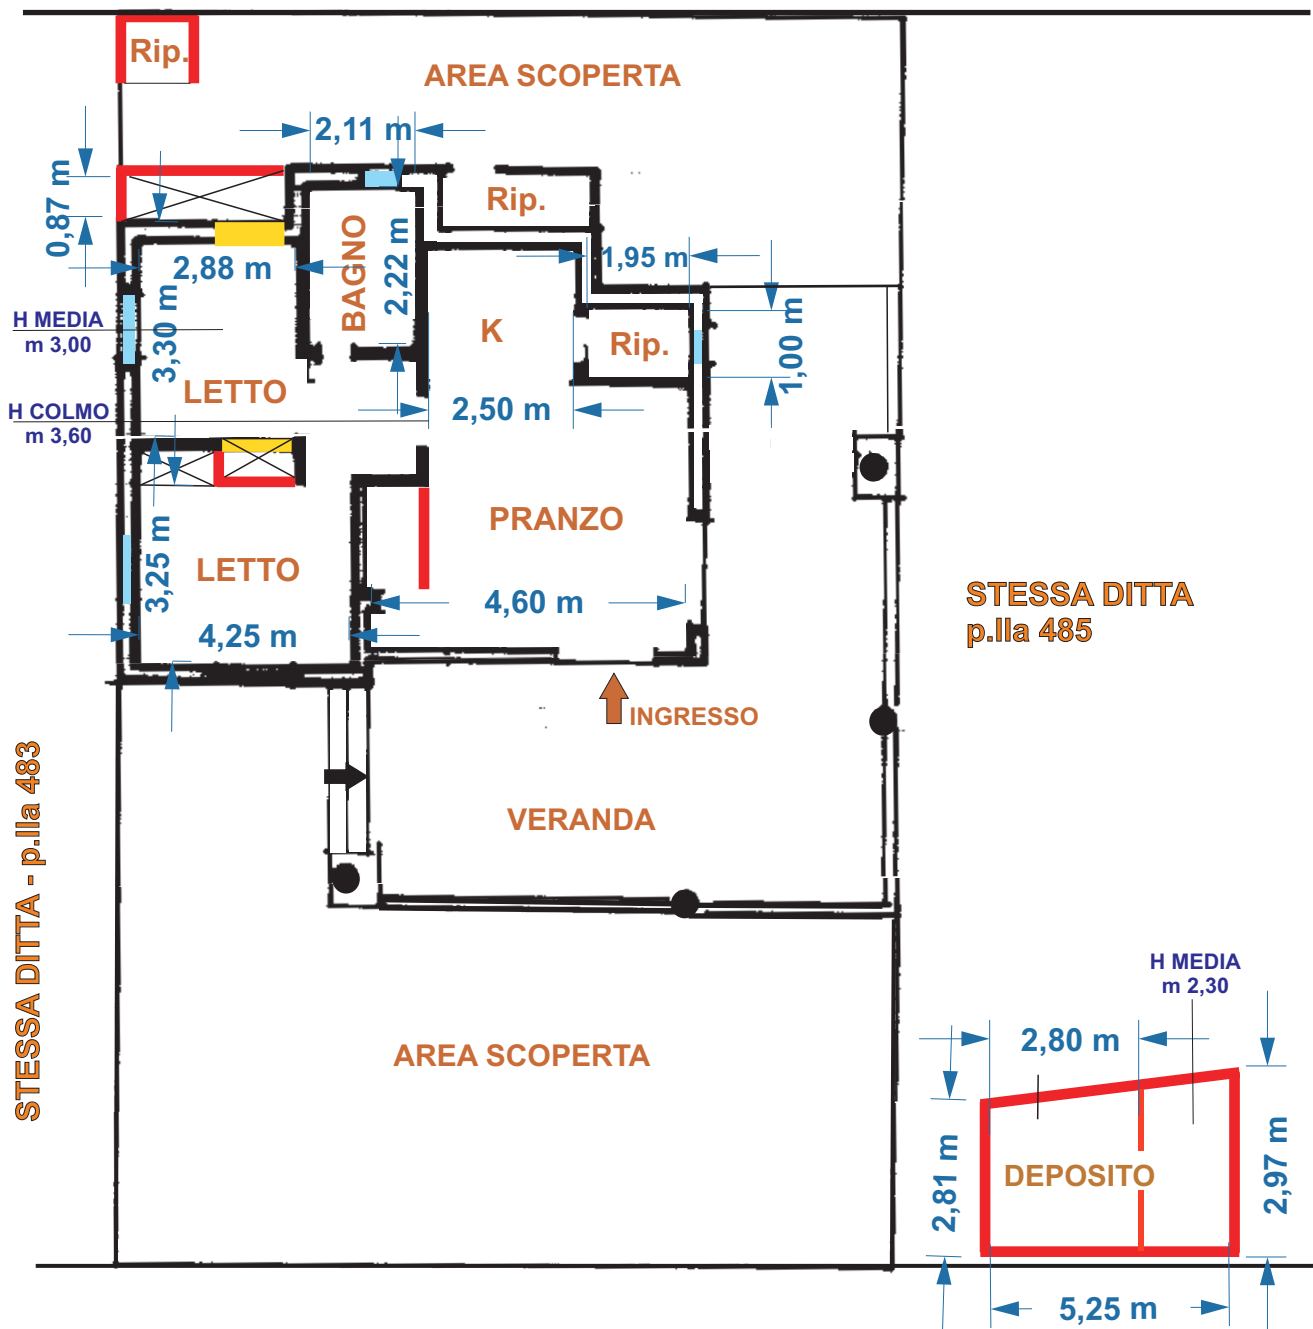 Rip.
AREA SCOPERTA
2,11 m
0,87 m
Rip.
BAGNO
2,22 m
2,88 m
1,95 m
H MEDIA
m 3,00
3,30 m
K
Rip.
1,00 m
LETTO
H COLMO
m 3,60
2,50 m
PRANZO
3,25 m
LETTO
4,60 m
4,25 m
STESSA DITTA
p.lla 485
INGRESSO
STESSA DITTA - p.lla 483
VERANDA
AREA SCOPERTA
H MEDIA
m 2,30
2,80 m
2,81 m
DEPOSITO
2,97 m
5,25 m